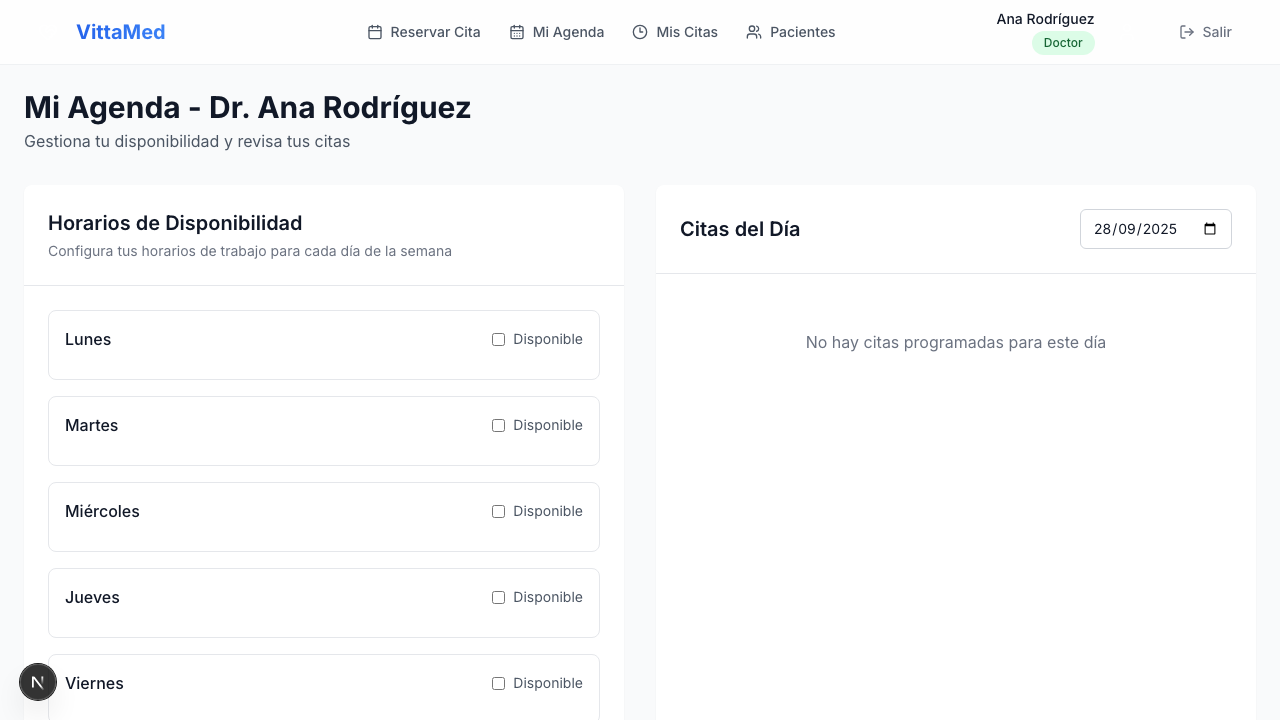 VittaMed
Reservar Cita
Mi Agenda
Mis Citas
Pacientes
Ana Rodríguez
Doctor
Salir
Mi Agenda - Dr. Ana Rodríguez
Gestiona tu disponibilidad y revisa tus citas
Horarios de Disponibilidad
Configura tus horarios de trabajo para cada día de la semana
Lunes
Disponible
Martes
Disponible
Miércoles
Disponible
Jueves
Disponible
Viernes
Disponible
Citas del Día
28/09/2025
No hay citas programadas para este día
N